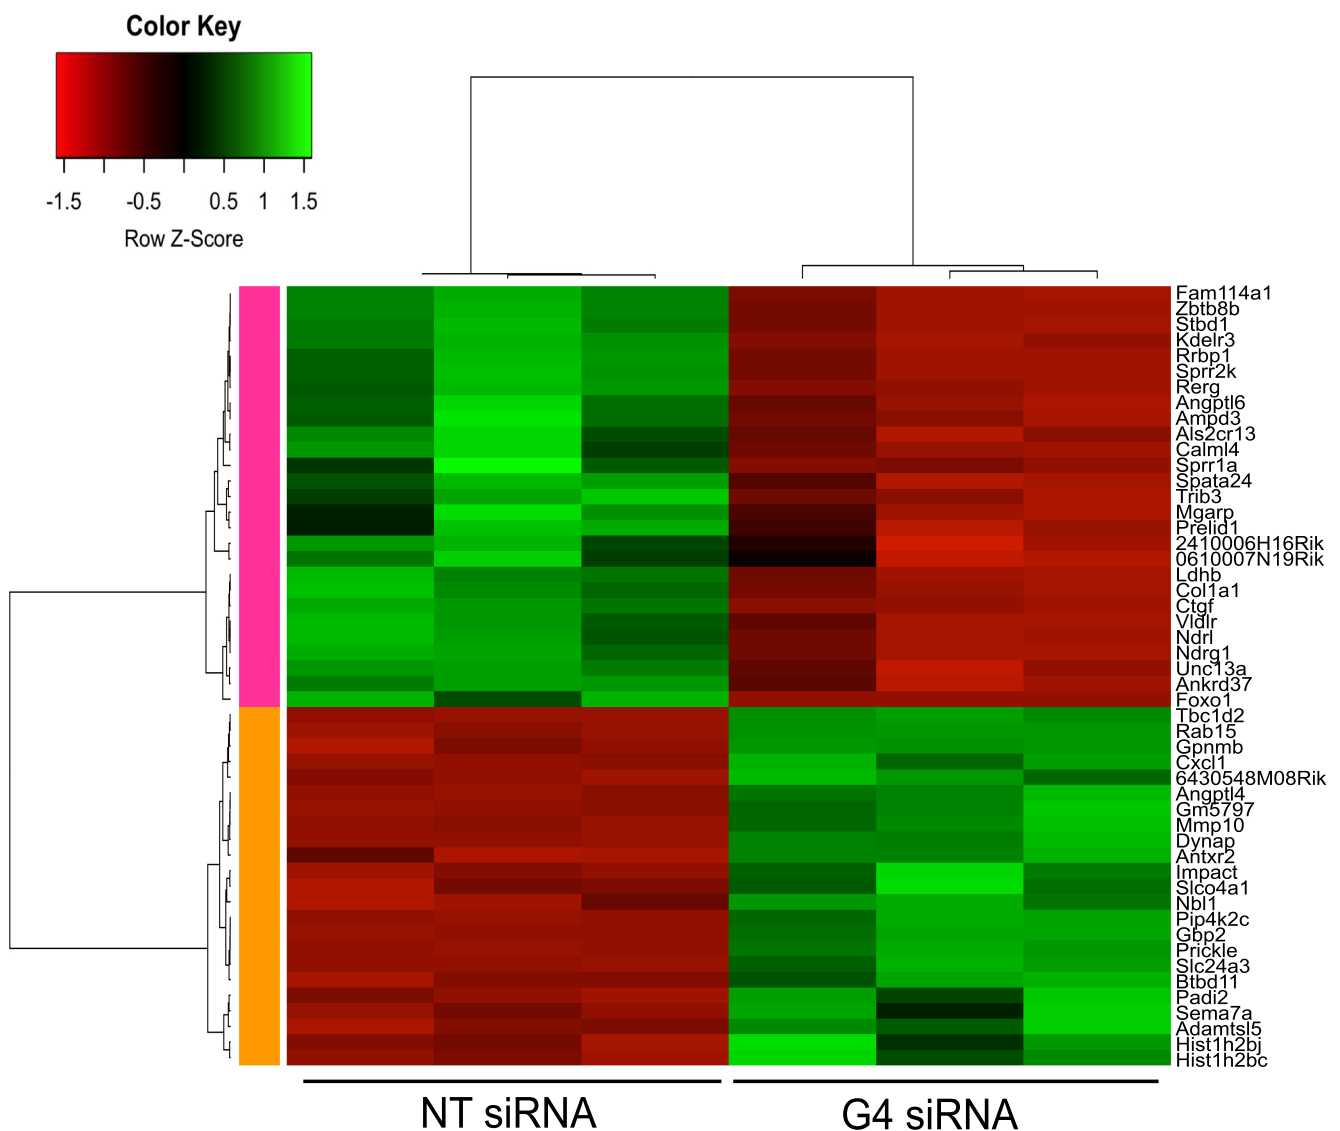 Color Key
-1.5 -0.5 0.5 1 1.5
Row Z-Score
Fam114a1
Zbtb8b
Stbd1
Kdelr3
Rrbp1
Sprr2k
Rerg
Angptl6
Ampd3
Als2cr13
Calml4
Sprr1a
Spata24
Trib3
Mgarp
Prelid1
2410006H16Rik
0610007N19Rik
Ldhb
Col1a1
Ctgf
Vldlr
Ndrl
Ndrg1
Unc13a
Ankrd37
Foxo1
Tbc1d2
Rab15
Gpnmb
Cxcl1
6430548M08Rik
Angptl4
Gm5797
Mmp10
Dynap
Antxr2
Impact
Slco4a1
Nbl1
Pip4k2c
Gbp2
Prickle
Slc24a3
Btbd11
Padi2
Sema7a
Adamtsl5
Hist1h2bj
Hist1h2bc
NT siRNA G4 siRNA